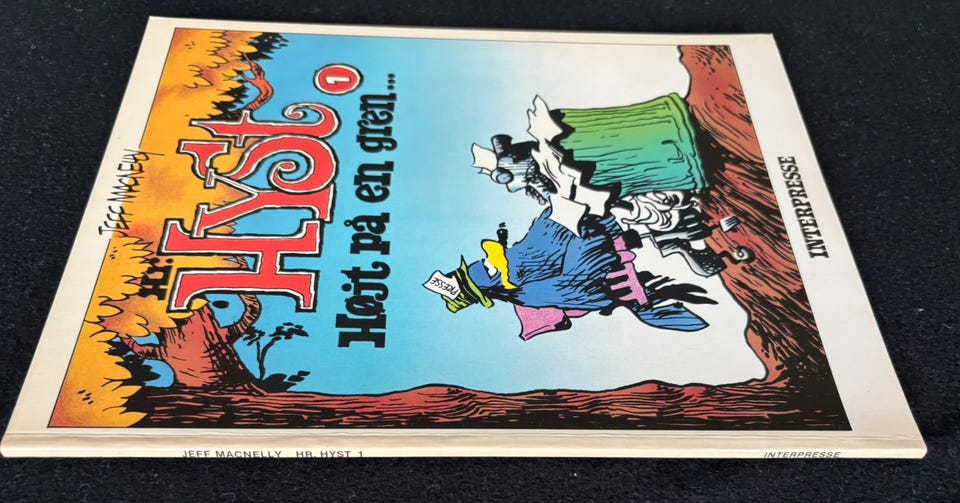 JEFF MACNELLY
Hr.
HYST 1
Højt på en gren...
PRESSE
INTERPRESSE
JEFF MACNELLY HR. HYST 1 INTERPRESSE